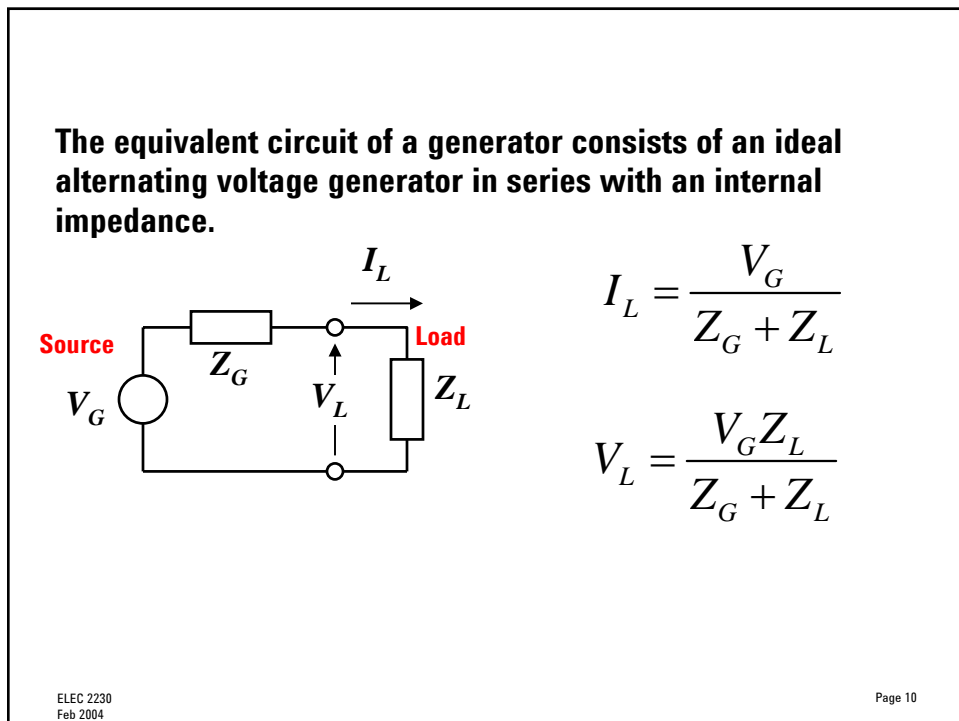 The equivalent circuit of a generator consists of an ideal
alternating voltage generator in series with an internal
impedance.
I_L
Source
Z_G
V_G
V_L
Load
Z_L
I_L = V_G / (Z_G + Z_L)
V_L = V_G Z_L / (Z_G + Z_L)
ELEC 2230
Feb 2004
Page 10